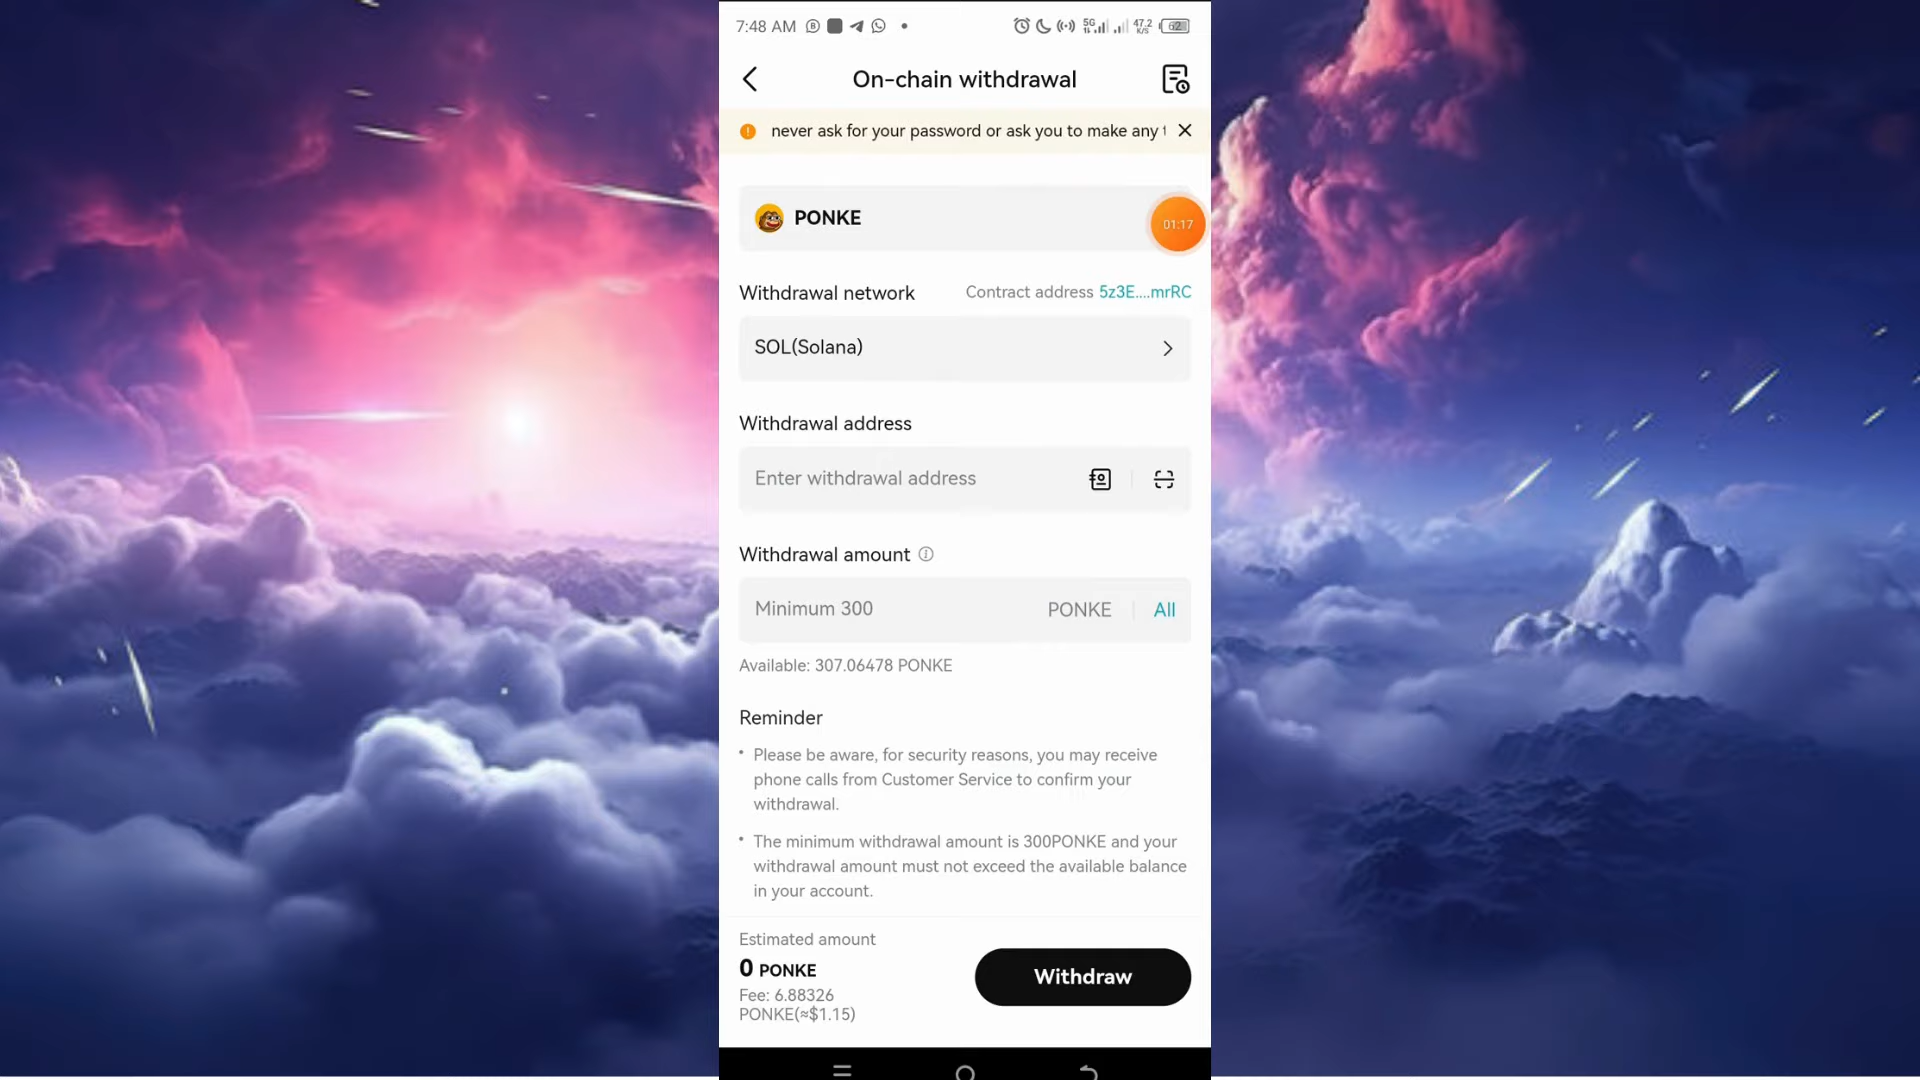 7:48 AM
5G
47.2
K/S
62
On-chain withdrawal
never ask for your password or ask you to make any
PONKE
01:17
Withdrawal network
Contract address 5z3E....mrRC
SOL(Solana)
Withdrawal address
Enter withdrawal address
Withdrawal amount
Minimum 300
PONKE
All
Available: 307.06478 PONKE
Reminder
• Please be aware, for security reasons, you may receive
phone calls from Customer Service to confirm your
withdrawal.
• The minimum withdrawal amount is 300PONKE and your
withdrawal amount must not exceed the available balance
in your account.
Estimated amount
0 PONKE
Fee: 6.88326
PONKE(≈$1.15)
Withdraw